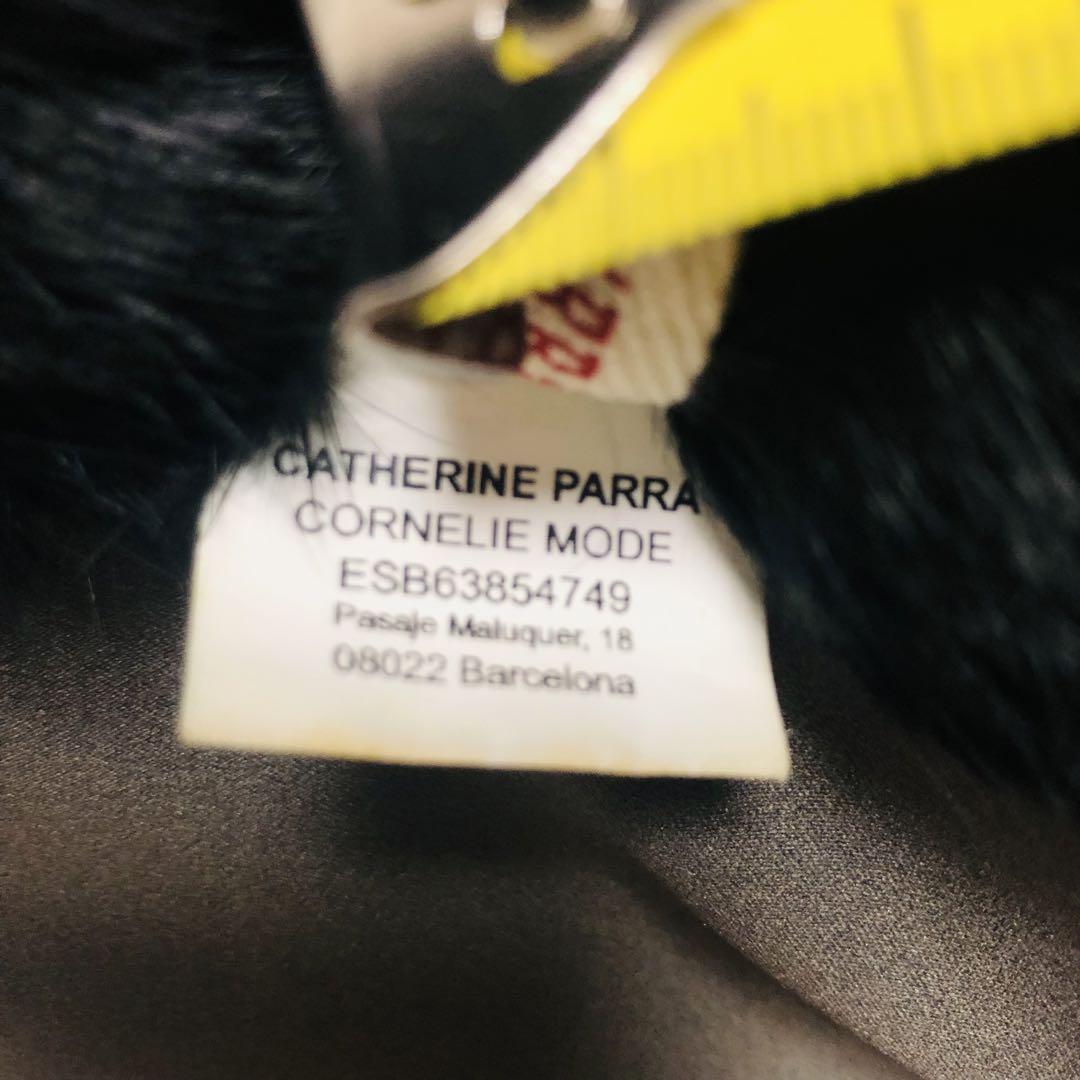 CATHERINE PARRA
CORNELIE MODE
ESB63854749
Pasaje Maluquer, 18
08022 Barcelona